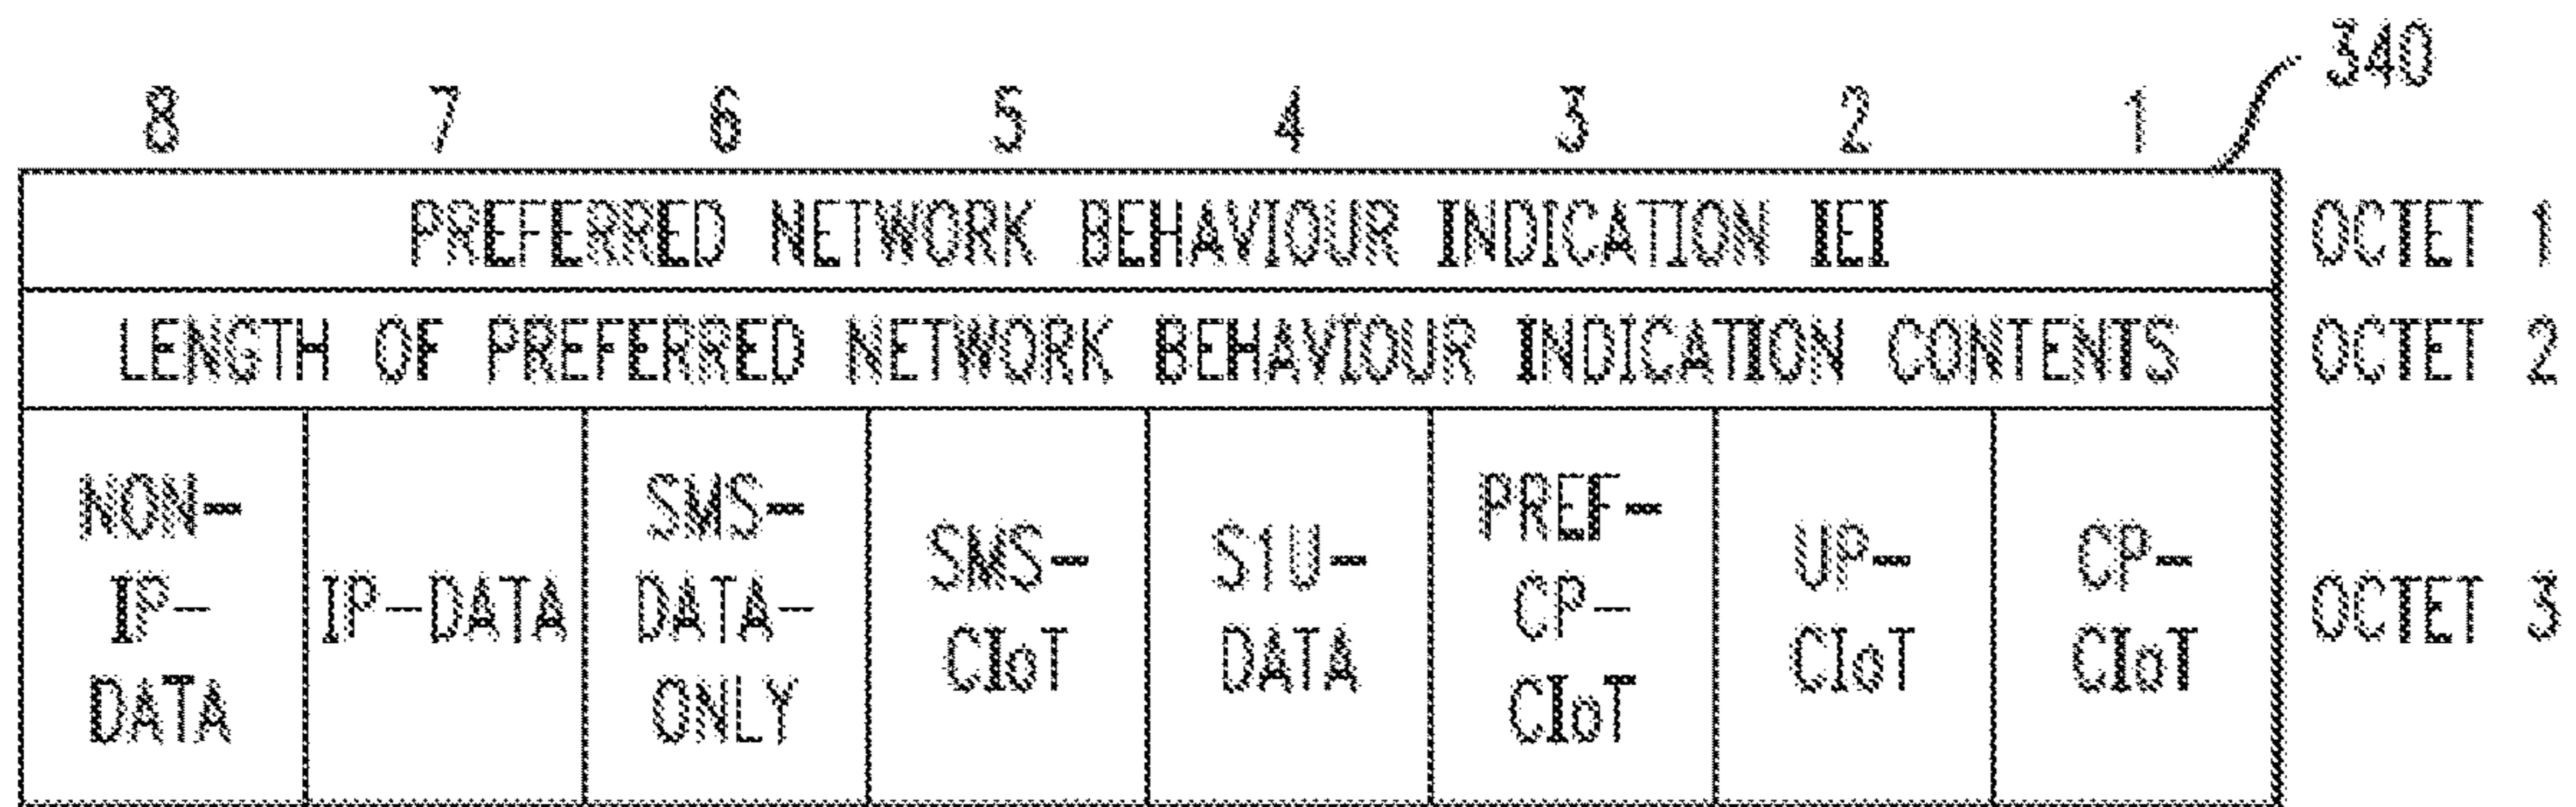 340
8 7 6 5 4 3 2 1
PREFERRED NETWORK BEHAVIOUR INDICATION IEI OCTET 1
LENGTH OF PREFERRED NETWORK BEHAVIOUR INDICATION CONTENTS OCTET 2
NON-
IP-
DATA
IP-DATA
SMS-
DATA-
ONLY
SMS-
CIoT
S1U-
DATA
PREF-
CP-
CIoT
UP-
CIoT
CP-
CIoT
OCTET 3